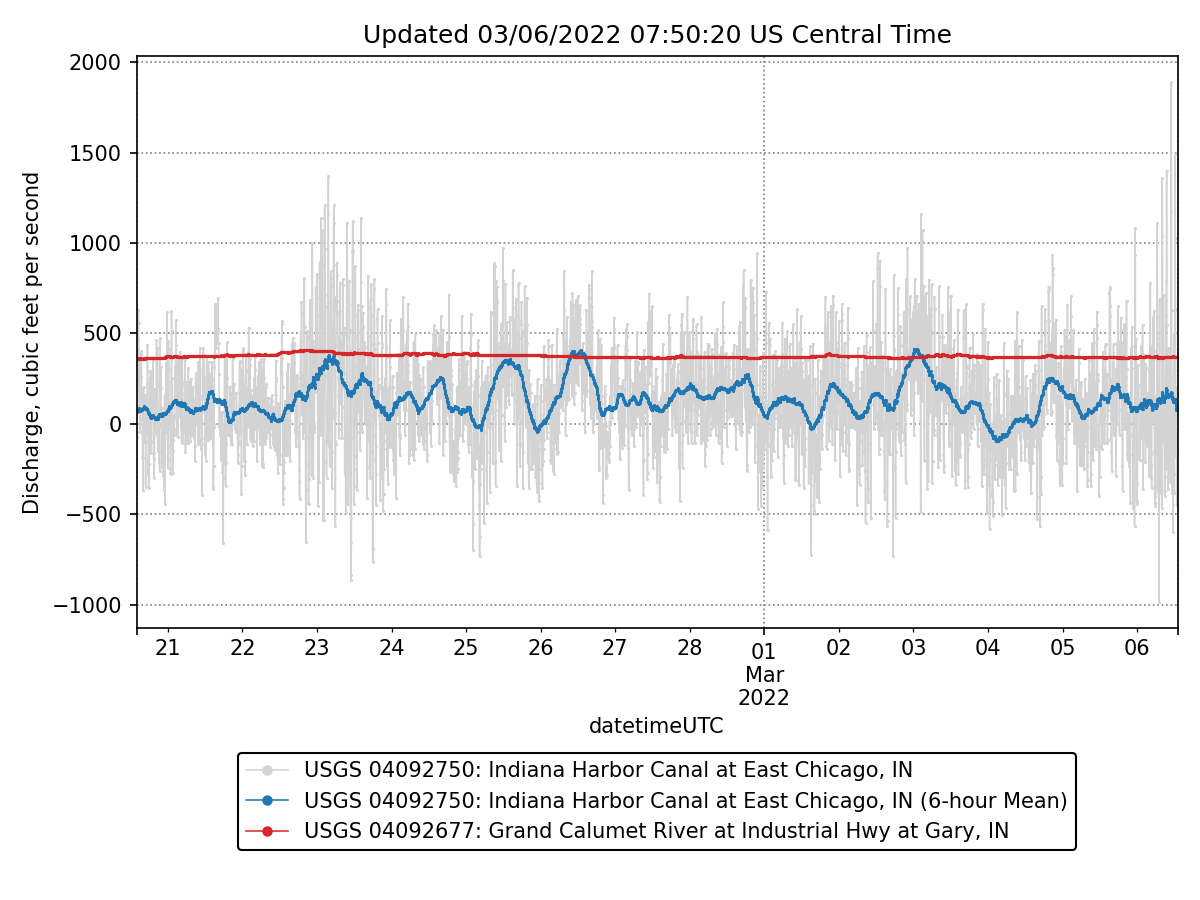 Updated 03/06/2022 07:50:20 US Central Time
Discharge, cubic feet per second
2000
1500
1000
500
0
−500
−1000
21 22 23 24 25 26 27 28 01 02 03 04 05 06
Mar
2022
datetimeUTC
USGS 04092750: Indiana Harbor Canal at East Chicago, IN
USGS 04092750: Indiana Harbor Canal at East Chicago, IN (6-hour Mean)
USGS 04092677: Grand Calumet River at Industrial Hwy at Gary, IN